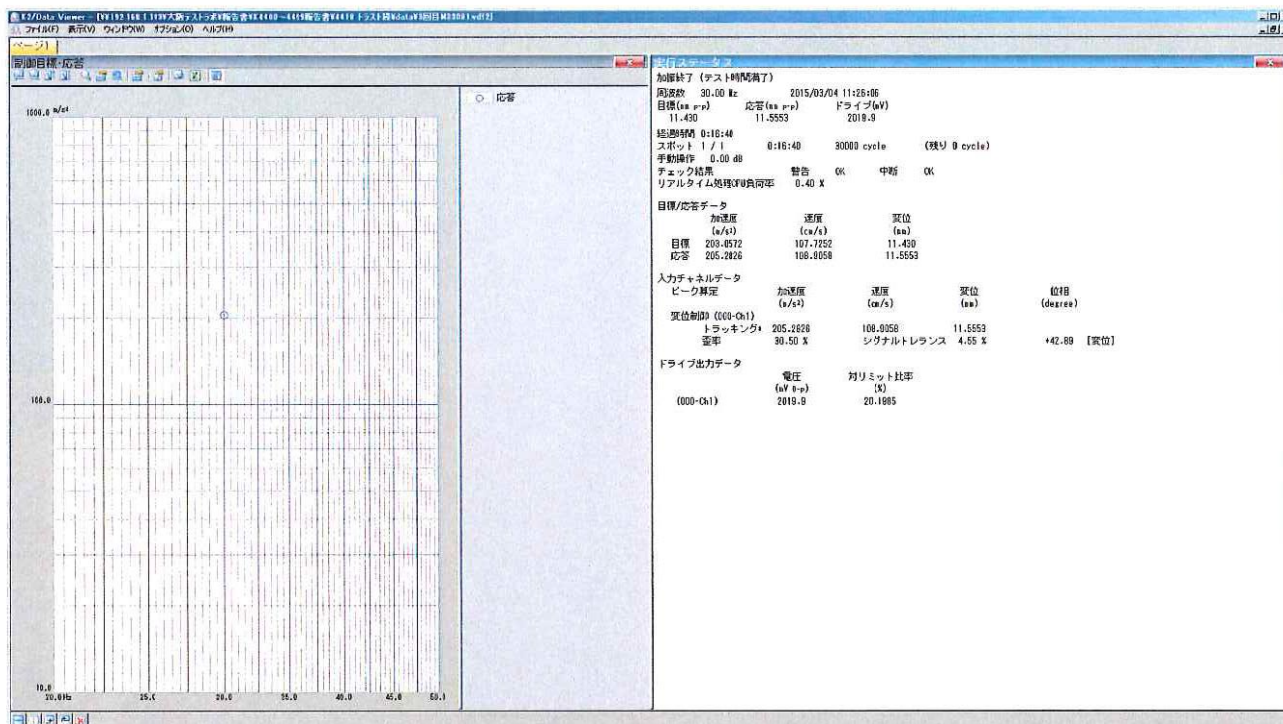 K2/Data Viewer
ファイル(F) 表示(V) ウィンドウ(W) オプション(O) ヘルプ(H)
ページ1
制御目標・応答
応答
1000.0 m/s²
100.0
10.0
20.0Hz 25.0 40.0 45.0
実行ステータス
加振終了 (テスト時間満了)
周波数 30.00 Hz 2015/03/04 11:26:06
目標(mm p-p) 応答(mm p-p) ドライブ(mV)
11.430 11.5553 2019.9
経過時間 0:16:40
スポット 1 / 1 0:16:40 30000 cycle (残り 0 cycle)
手動操作 0.00 dB
チェック結果 警告 OK 中断 OK
リアルタイム処理CPU負荷率 0.40 %
目標/応答データ
加速度 速度 変位
(m/s²) (cm/s) (mm)
目標 203.0572 107.7252 11.430
応答 205.2826 108.9058 11.5553
入力チャネルデータ
ピーク算定 加速度 速度 変位 位相
(m/s²) (cm/s) (mm) (degree)
変位制御 (000-Ch1)
トラッキング 205.2826 108.9058 11.5553
歪率 30.50 % シグナルトレランス 4.55 % +42.89 [変位]
ドライブ出力データ
電圧 対リミット比率
(mV 0-p) (%)
(000-Ch1) 2019.9 20.1985